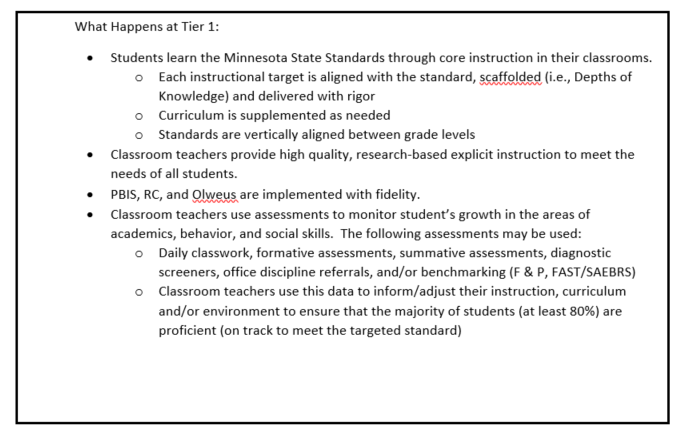 What Happens at Tier 1:
• Students learn the Minnesota State Standards through core instruction in their classrooms.
o Each instructional target is aligned with the standard, scaffolded (i.e., Depths of
Knowledge) and delivered with rigor
o Curriculum is supplemented as needed
o Standards are vertically aligned between grade levels
• Classroom teachers provide high quality, research-based explicit instruction to meet the
needs of all students.
• PBIS, RC, and Olweus are implemented with fidelity.
• Classroom teachers use assessments to monitor student's growth in the areas of
academics, behavior, and social skills.  The following assessments may be used:
o Daily classwork, formative assessments, summative assessments, diagnostic
screeners, office discipline referrals, and/or benchmarking (F & P, FAST/SAEBRS)
o Classroom teachers use this data to inform/adjust their instruction, curriculum
and/or environment to ensure that the majority of students (at least 80%) are
proficient (on track to meet the targeted standard)